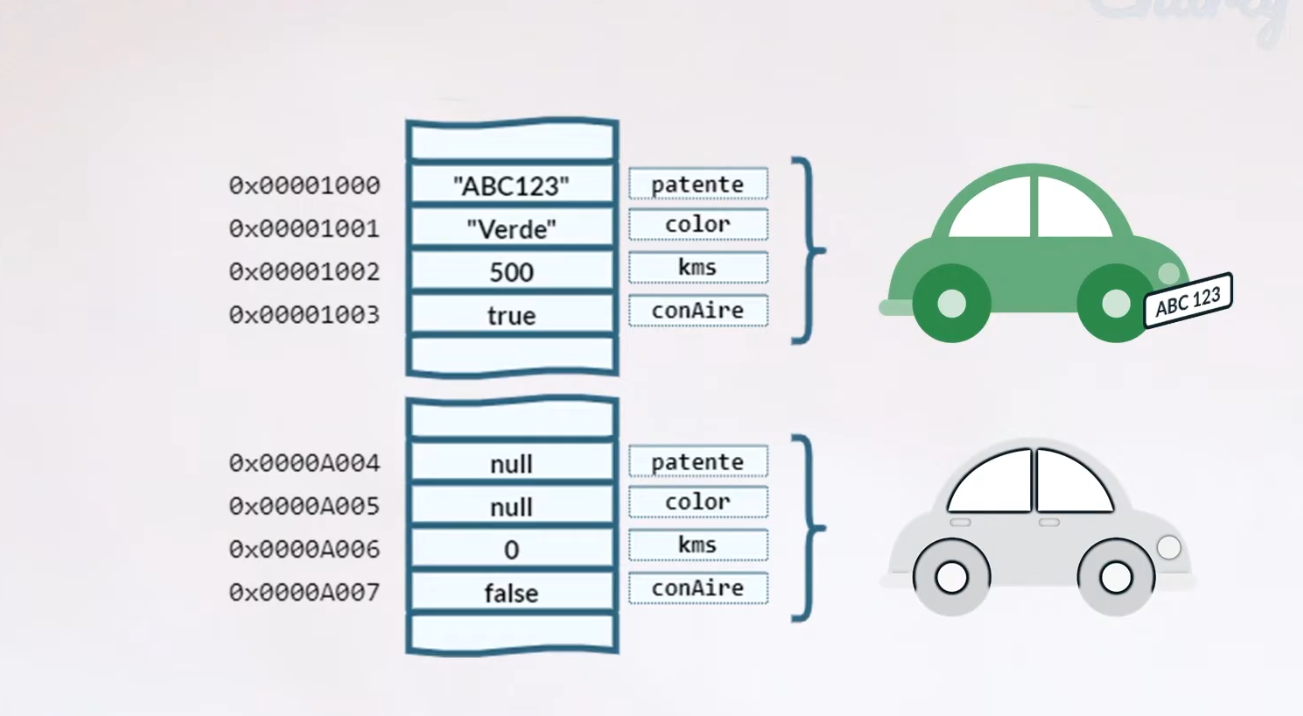 Charly
0x00001000 "ABC123" patente
0x00001001 "Verde" color
0x00001002 500 kms
0x00001003 true conAire
ABC 123
0x0000A004 null patente
0x0000A005 null color
0x0000A006 0 kms
0x0000A007 false conAire